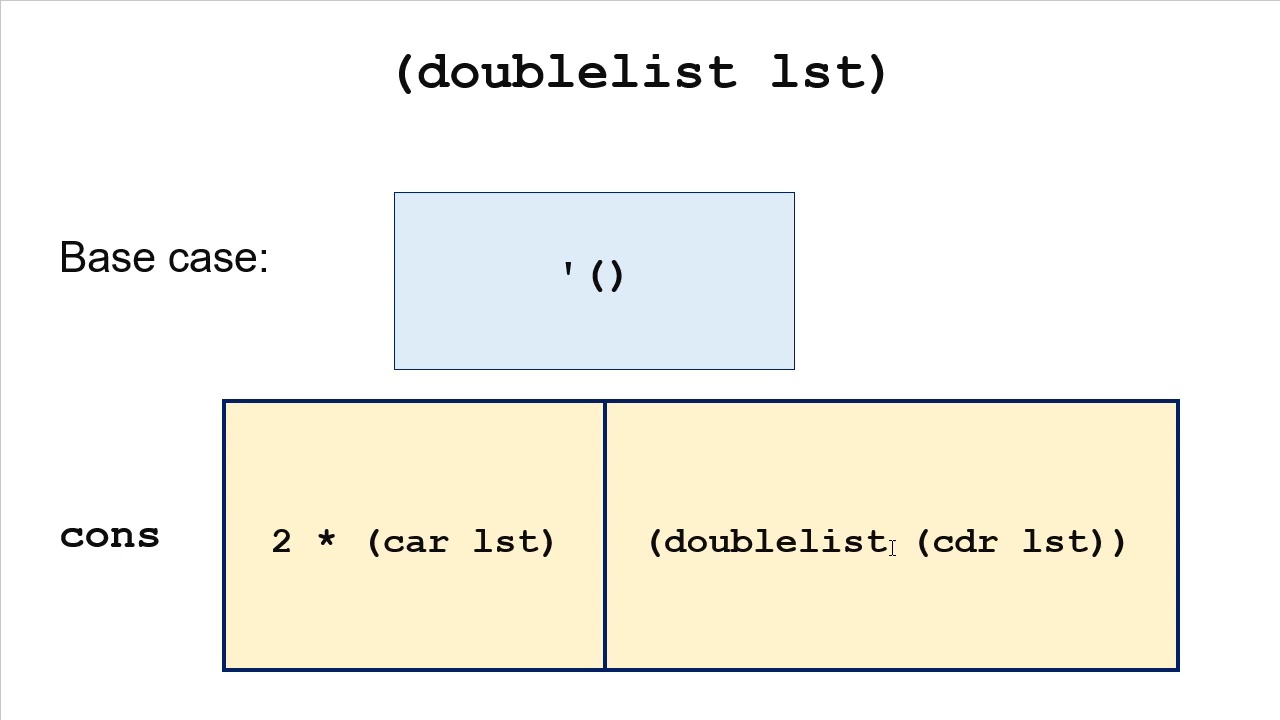 (doublelist lst)
Base case:
'()
cons
2 * (car lst)
(doublelist (cdr lst))